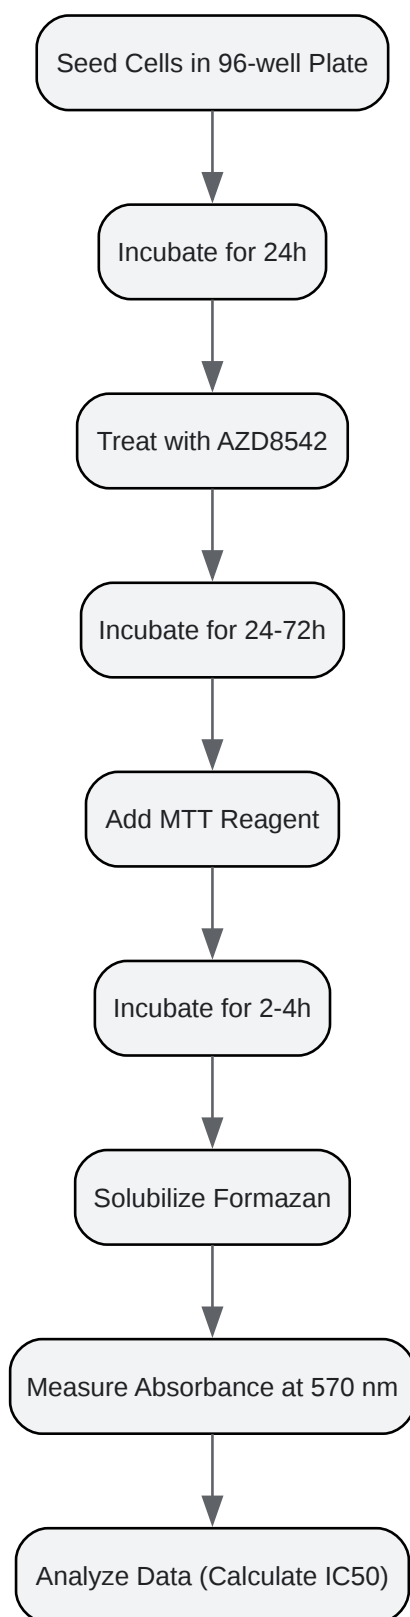 Seed Cells in 96-well Plate
Incubate for 24h
Treat with AZD8542
Incubate for 24-72h
Add MTT Reagent
Incubate for 2-4h
Solubilize Formazan
Measure Absorbance at 570 nm
Analyze Data (Calculate IC50)